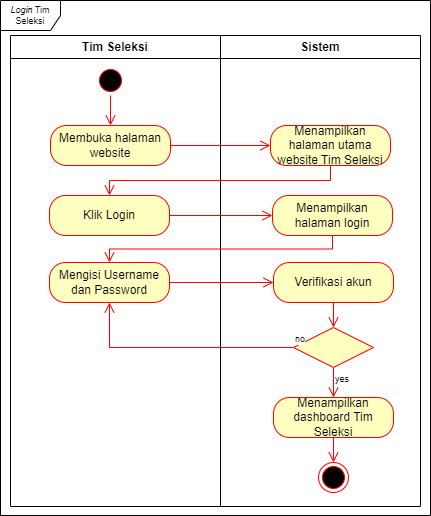 Login Tim
Seleksi
Tim Seleksi
Sistem
Membuka halaman
website
Menampilkan
halaman utama
website Tim Seleksi
Klik Login
Menampilkan
halaman login
Mengisi Username
dan Password
Verifikasi akun
no
yes
Menampilkan
dashboard Tim
Seleksi